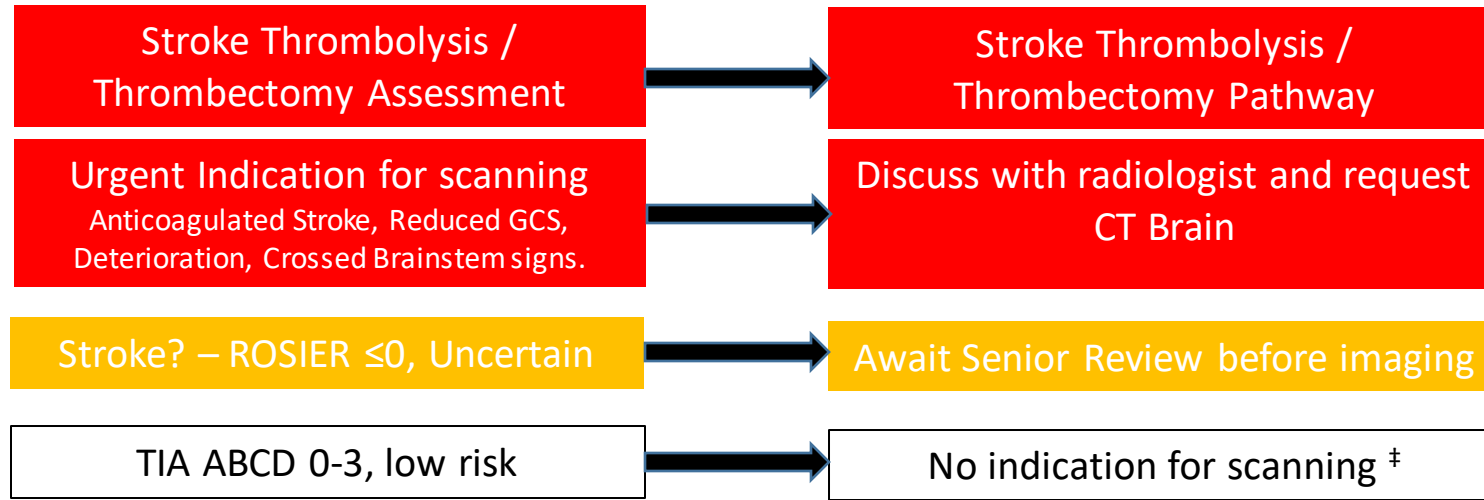 Stroke Thrombolysis /
Thrombectomy Assessment
Stroke Thrombolysis /
Thrombectomy Pathway
Urgent Indication for scanning
Anticoagulated Stroke, Reduced GCS,
Deterioration, Crossed Brainstem signs.
Discuss with radiologist and request
CT Brain
Stroke? – ROSIER ≤0, Uncertain
Await Senior Review before imaging
TIA ABCD 0-3, low risk
No indication for scanning ‡